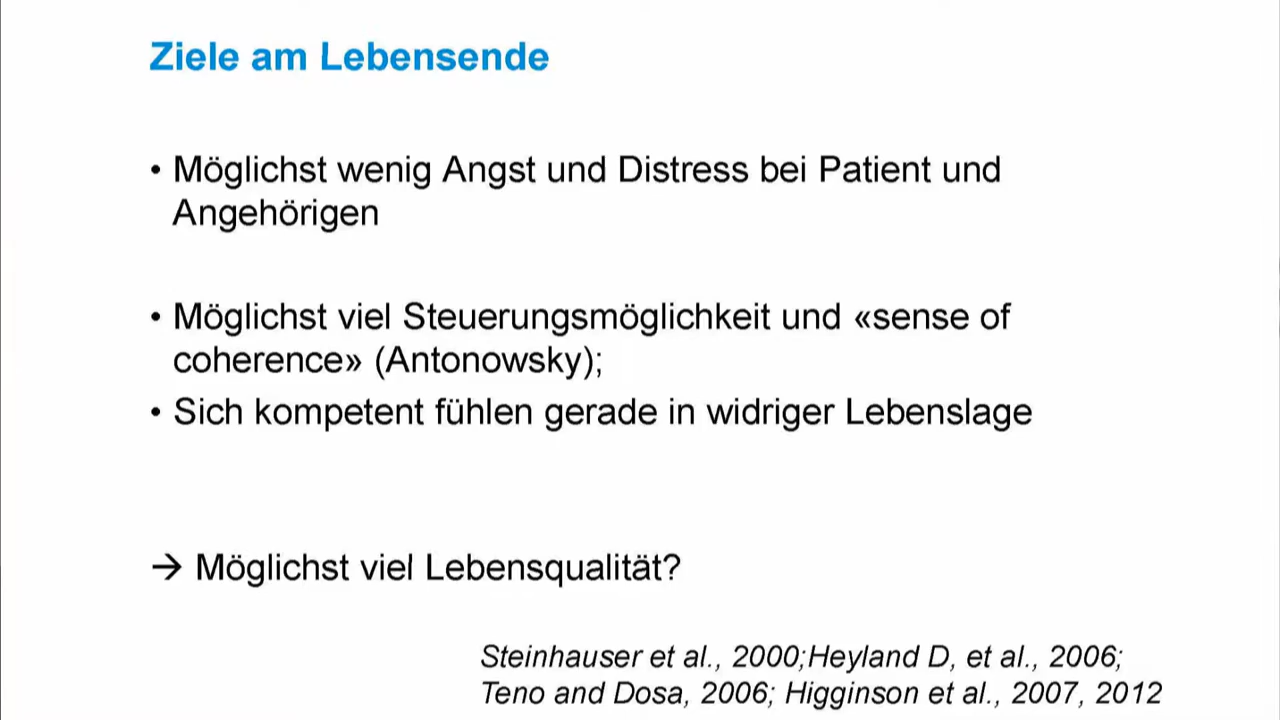 Ziele am Lebensende
• Möglichst wenig Angst und Distress bei Patient und
Angehörigen
• Möglichst viel Steuerungsmöglichkeit und «sense of
coherence» (Antonowsky);
• Sich kompetent fühlen gerade in widriger Lebenslage
→ Möglichst viel Lebensqualität?
Steinhauser et al., 2000;Heyland D, et al., 2006;
Teno and Dosa, 2006; Higginson et al., 2007, 2012